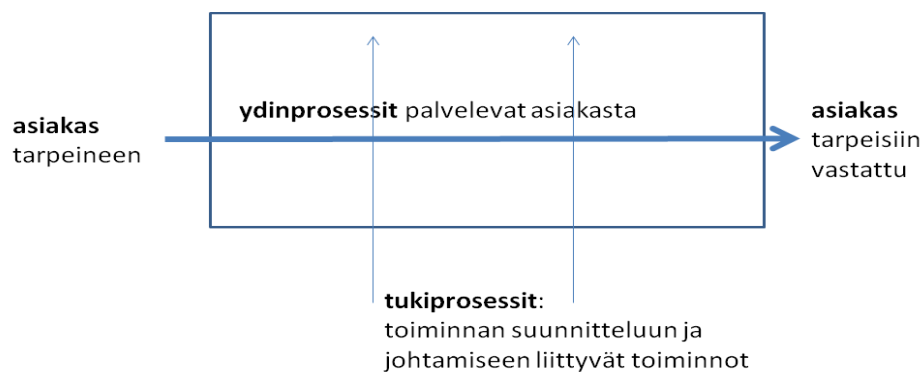 ydinprosessit palvelevat asiakasta
asiakas
tarpeineen
asiakas
tarpeisiin
vastattu
tukiprosessit:
toiminnan suunnitteluun ja
johtamiseen liittyvät toiminnot